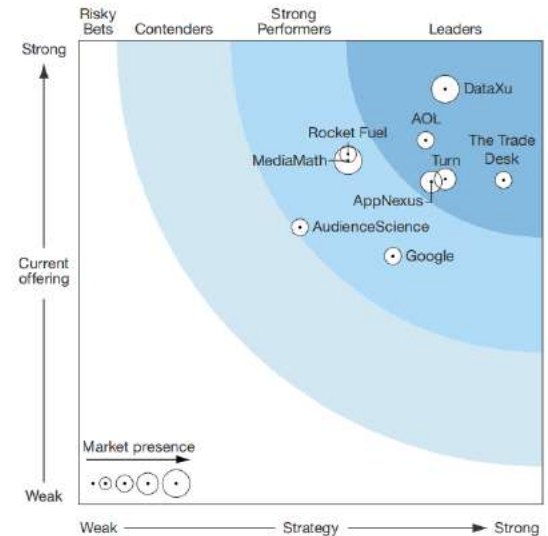 Risky
Bets
Contenders
Strong
Performers
Leaders
Strong
DataXu
AOL
Rocket Fuel
The Trade
Desk
MediaMath
Turn
AppNexus
AudienceScience
Google
Current
offering
Market presence
Weak
Weak
Strategy
Strong